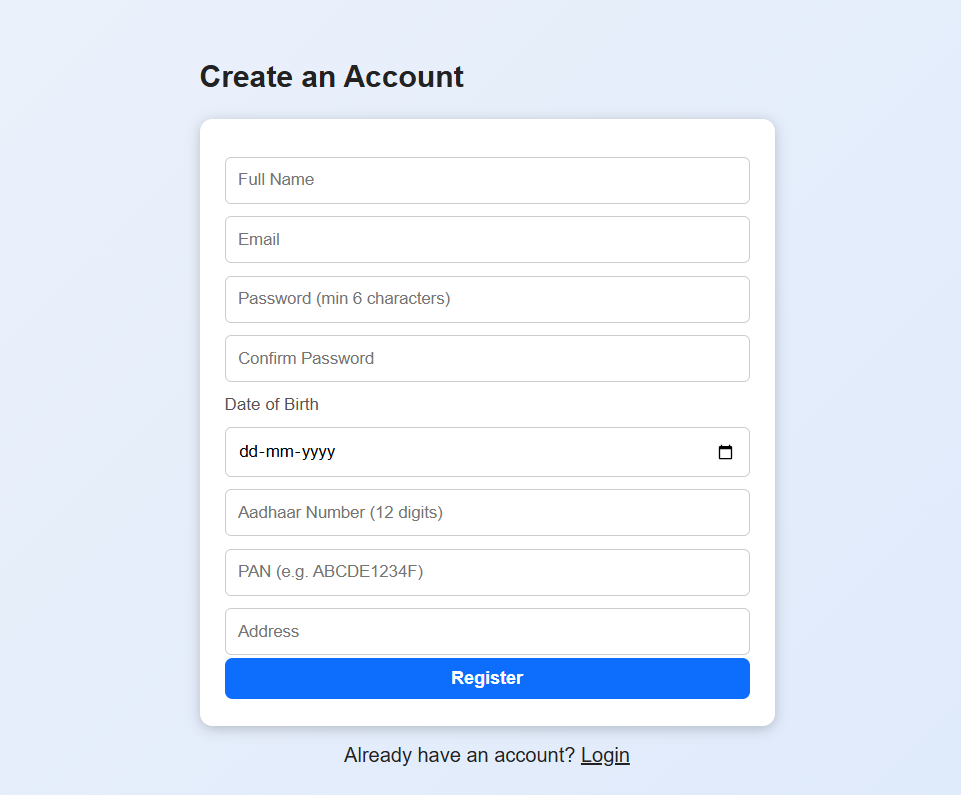 Create an Account
Full Name
Email
Password (min 6 characters)
Confirm Password
Date of Birth
dd-mm-yyyy
Aadhaar Number (12 digits)
PAN (e.g. ABCDE1234F)
Address
Register
Already have an account? Login